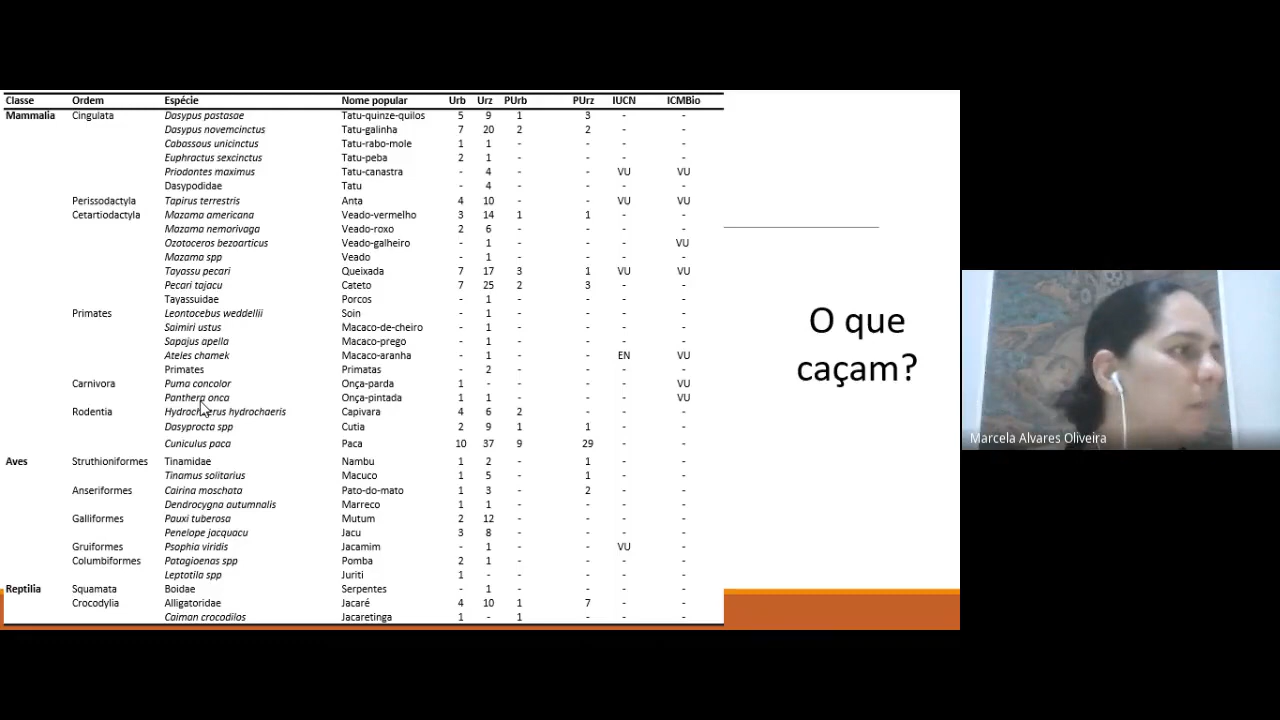 Classe Ordem Espécie Nome popular Urb Urz PUrb PUrz IUCN ICMBio
Mammalia Cingulata Dasypus pastasae Tatu-quinze-quilos 5 9 1 3 - -
Dasypus novemcinctus Tatu-galinha 7 20 2 2 - -
Cabassous unicinctus Tatu-rabo-mole 1 1 - - - -
Euphractus sexcinctus Tatu-peba 2 1 - - - -
Priodontes maximus Tatu-canastra - 4 - - VU VU
Dasypodidae Tatu - 4 - - - -
Perissodactyla Tapirus terrestris Anta 4 10 - - VU VU
Cetartiodactyla Mazama americana Veado-vermelho 3 14 1 1 - -
Mazama nemorivaga Veado-roxo 2 6 - - - -
Ozotoceros bezoarticus Veado-galheiro - 1 - - - VU
Mazama spp Veado - 1 - - - -
Tayassu pecari Queixada 7 17 3 1 VU VU
Pecari tajacu Cateto 7 25 2 3 - -
Tayassuidae Porcos - 1 - - - -
Primates Leontocebus weddellii Soin - 1 - - - -
Saimiri ustus Macaco-de-cheiro - 1 - - - -
Sapajus apella Macaco-prego - 1 - - - -
Ateles chamek Macaco-aranha - 1 - - EN VU
Primates Primatas - 2 - - - -
Carnivora Puma concolor Onça-parda 1 - - - - VU
Panthera onca Onça-pintada 1 1 - - - VU
Rodentia Hydrochaerus hydrochaeris Capivara 4 6 2 - - -
Dasyprocta spp Cutia 2 9 1 1 - -
Cuniculus paca Paca 10 37 9 29 - -
Aves Struthioniformes Tinamidae Nambu 1 2 - 1 - -
Tinamus solitarius Macuco 1 5 1 - -
Anseriformes Cairina moschata Pato-do-mato 1 3 - 2 - -
Dendrocygna autumnalis Marreco 1 1 - - - -
Galliformes Pauxi tuberosa Mutum 2 12 - - - -
Penelope jacquacu Jacu 3 8 - - - -
Gruiformes Psophia viridis Jacamim - 1 - - VU -
Columbiformes Patagioenas spp Pomba 2 1 - - - -
Leptotila spp Juriti 1 - - - - -
Reptilia Squamata Boidae Serpentes - 1 - - - -
Crocodylia Alligatoridae Jacaré 4 10 1 7 - -
Caiman crocodilos Jacaretinga 1 - 1 - - -
O que
caçam?
Marcela Alvares Oliveira